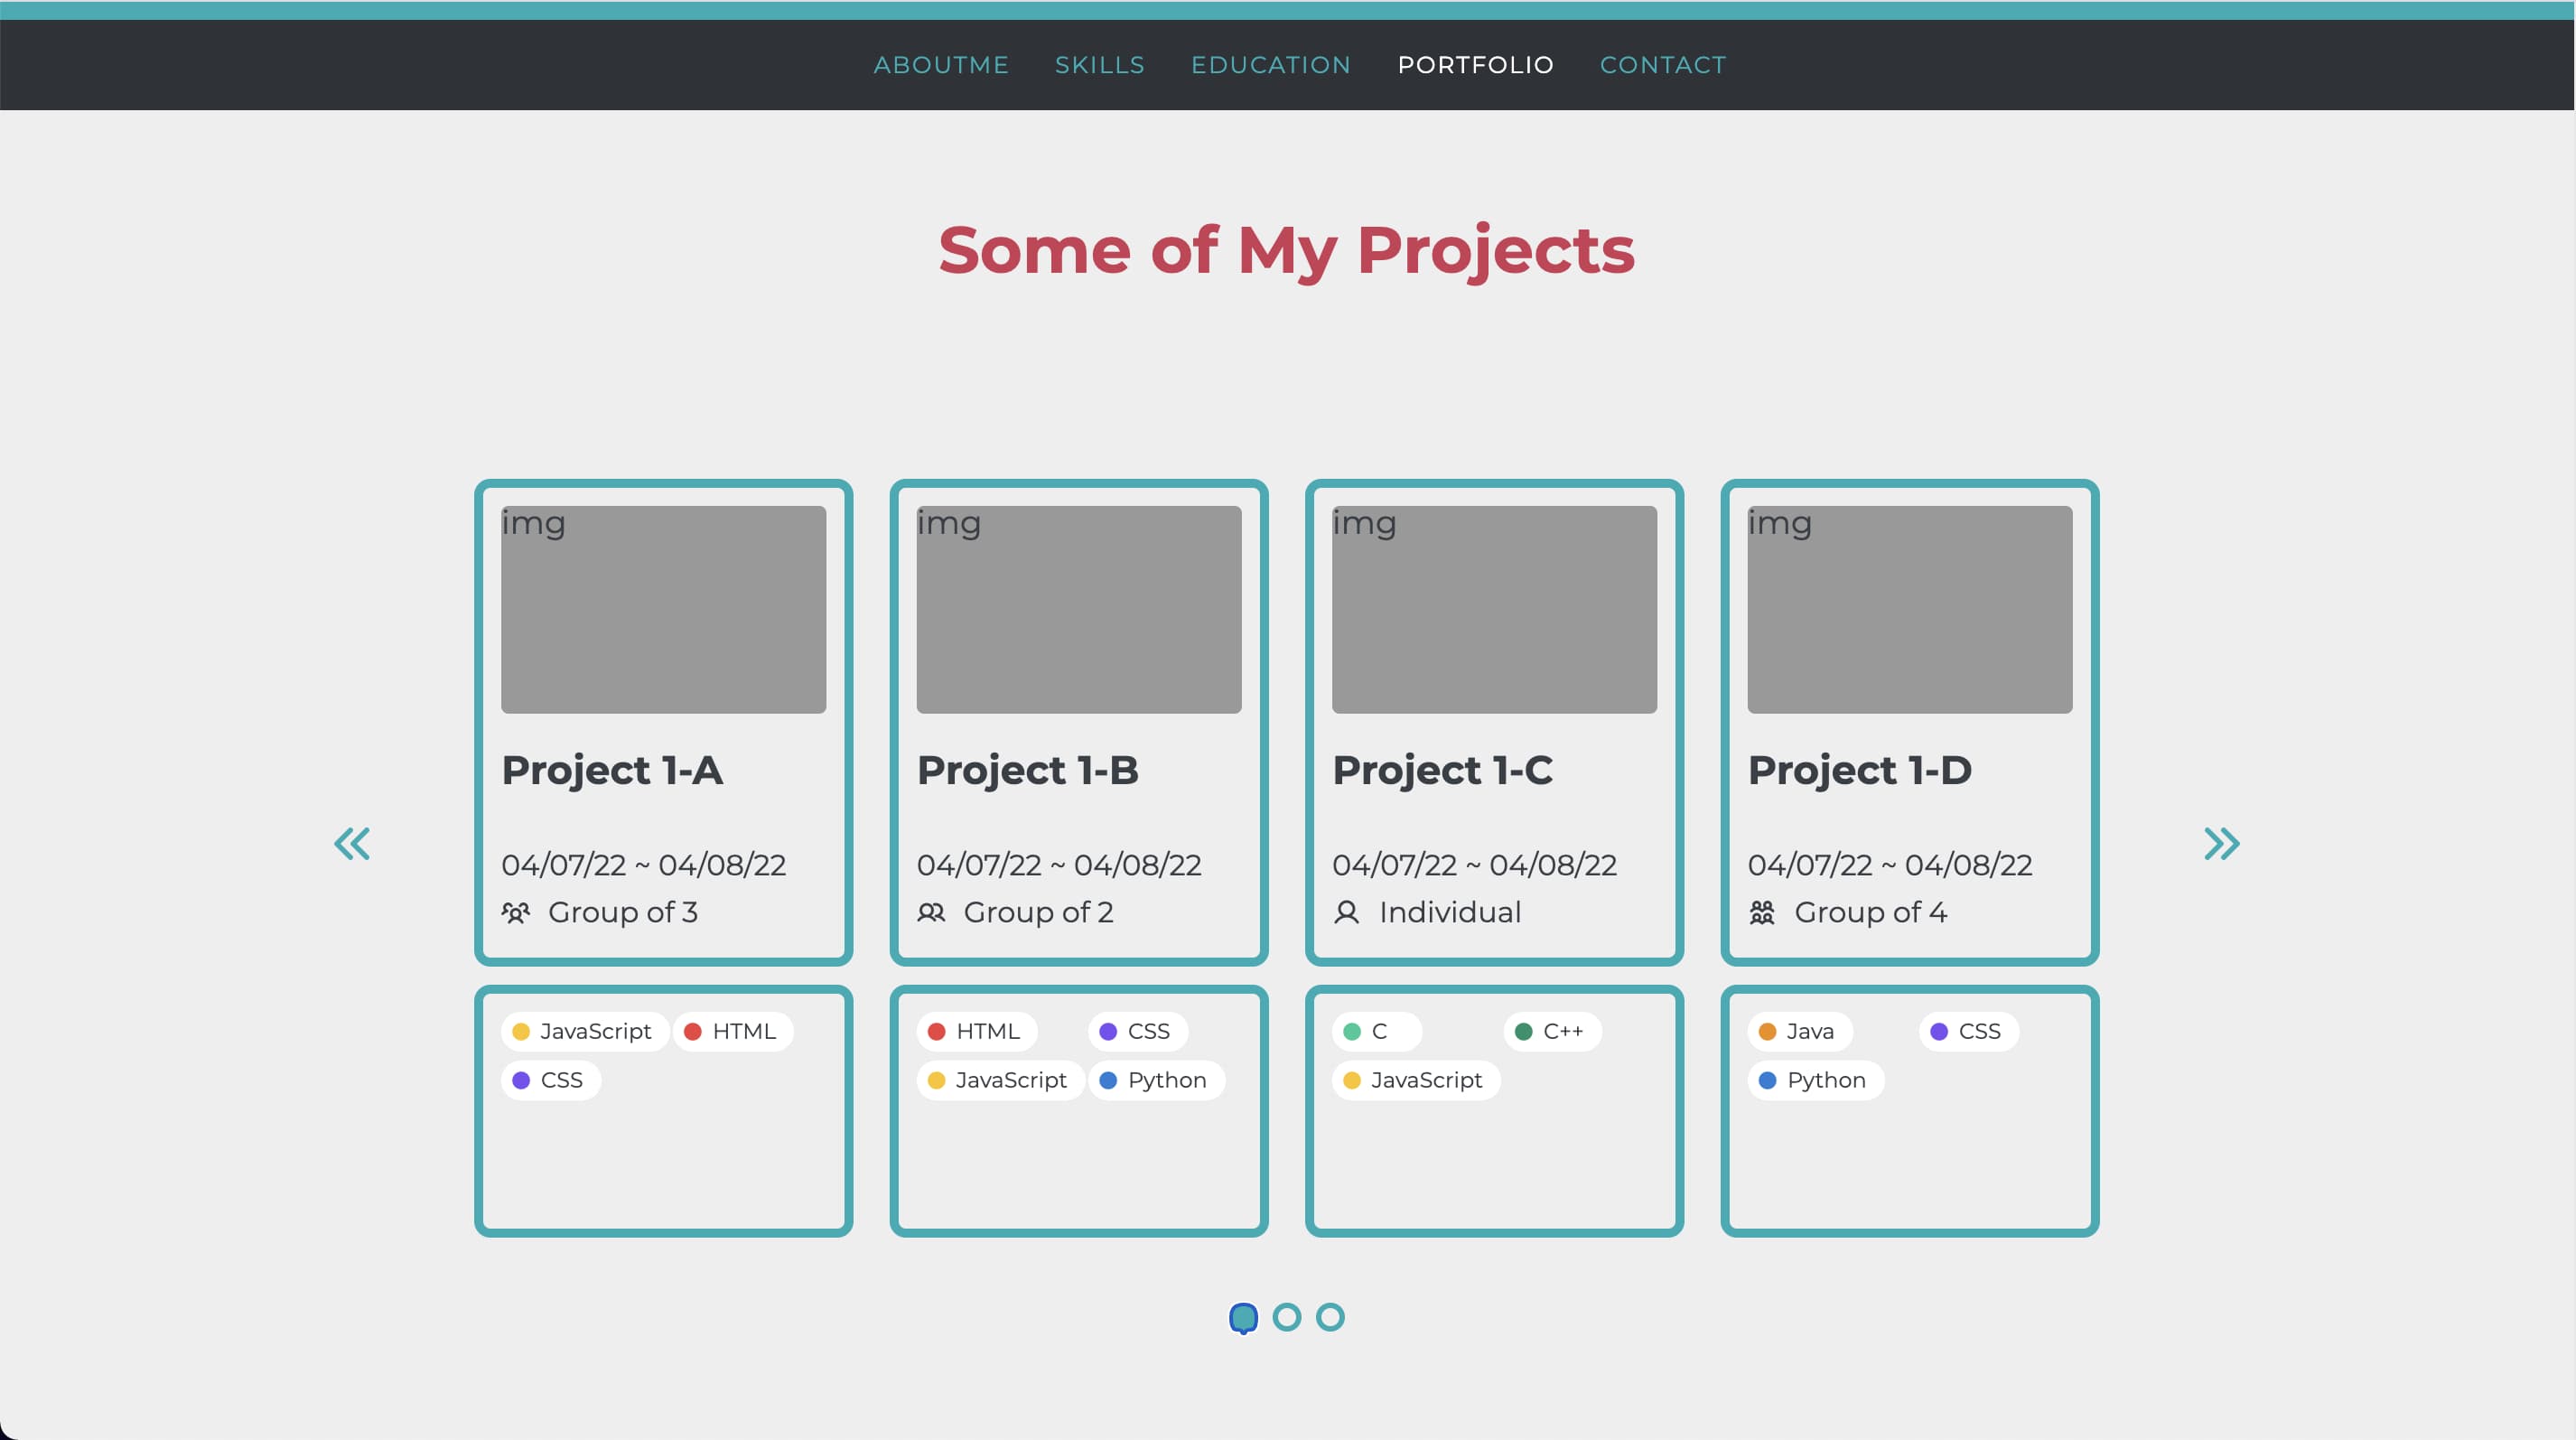 ABOUTME SKILLS EDUCATION PORTFOLIO CONTACT
Some of My Projects
img
Project 1-A
04/07/22 ~ 04/08/22
Group of 3
JavaScript HTML
CSS
img
Project 1-B
04/07/22 ~ 04/08/22
Group of 2
HTML CSS
JavaScript Python
img
Project 1-C
04/07/22 ~ 04/08/22
Individual
C C++
JavaScript
img
Project 1-D
04/07/22 ~ 04/08/22
Group of 4
Java CSS
Python